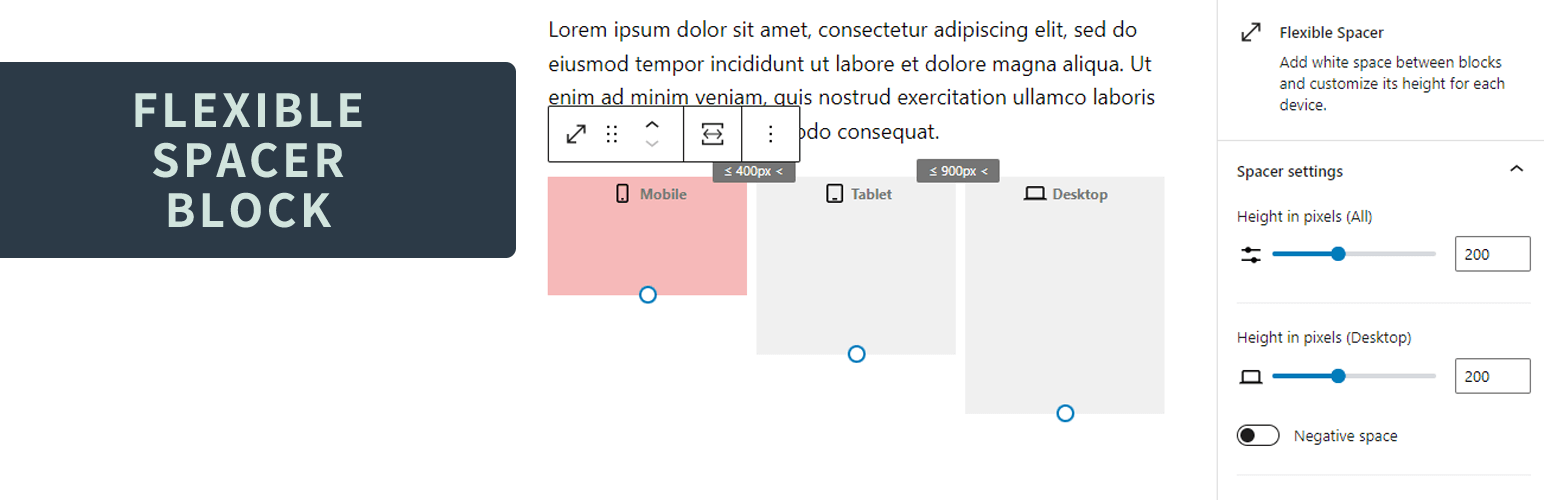 FLEXIBLE
SPACER
BLOCK
Lorem ipsum dolor sit amet, consectetur adipiscing elit, sed do
eiusmod tempor incididunt ut labore et dolore magna aliqua. Ut
enim ad minim veniam, quis nostrud exercitation ullamco laboris
odo consequat.
≤ 400px <
≤ 900px <
Mobile
Tablet
Desktop
Flexible Spacer
Add white space between blocks
and customize its height for each
device.
Spacer settings
Height in pixels (All)
200
Height in pixels (Desktop)
200
Negative space